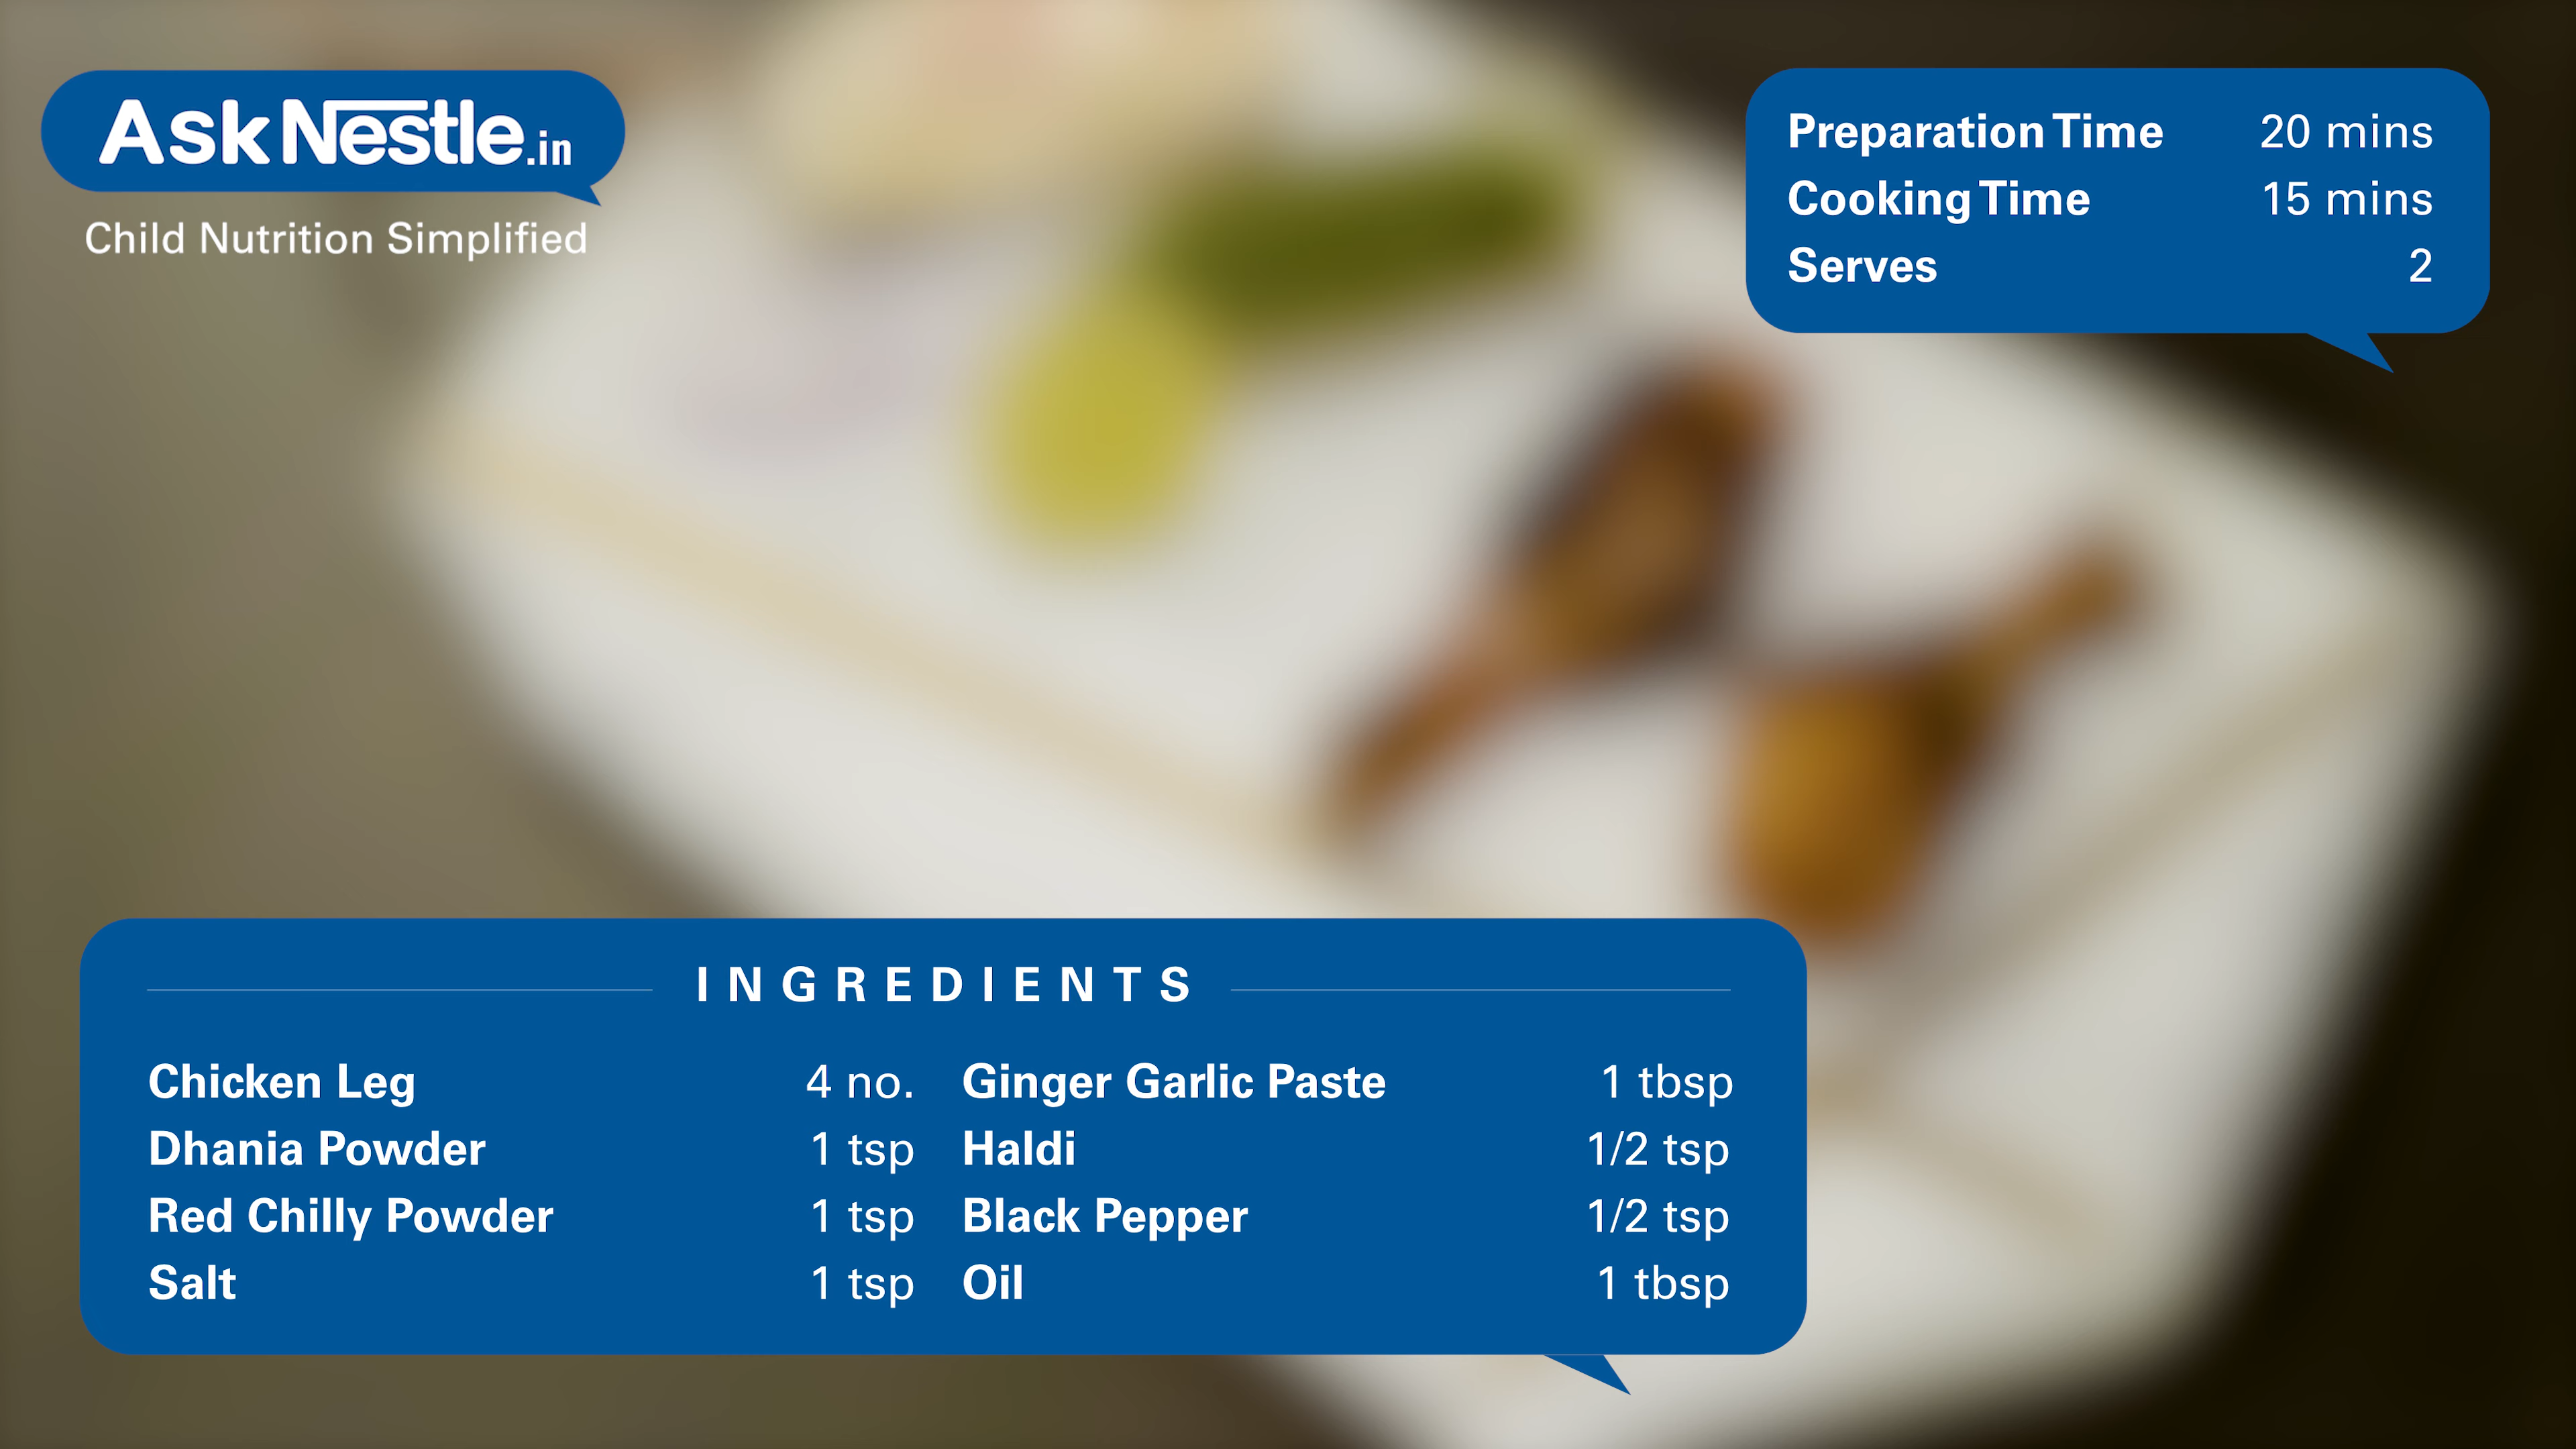 AskNestle.in
Child Nutrition Simplified
Preparation Time 20 mins
Cooking Time 15 mins
Serves 2
INGREDIENTS
Chicken Leg 4 no. Ginger Garlic Paste 1 tbsp
Dhania Powder 1 tsp Haldi 1/2 tsp
Red Chilly Powder 1 tsp Black Pepper 1/2 tsp
Salt 1 tsp Oil 1 tbsp